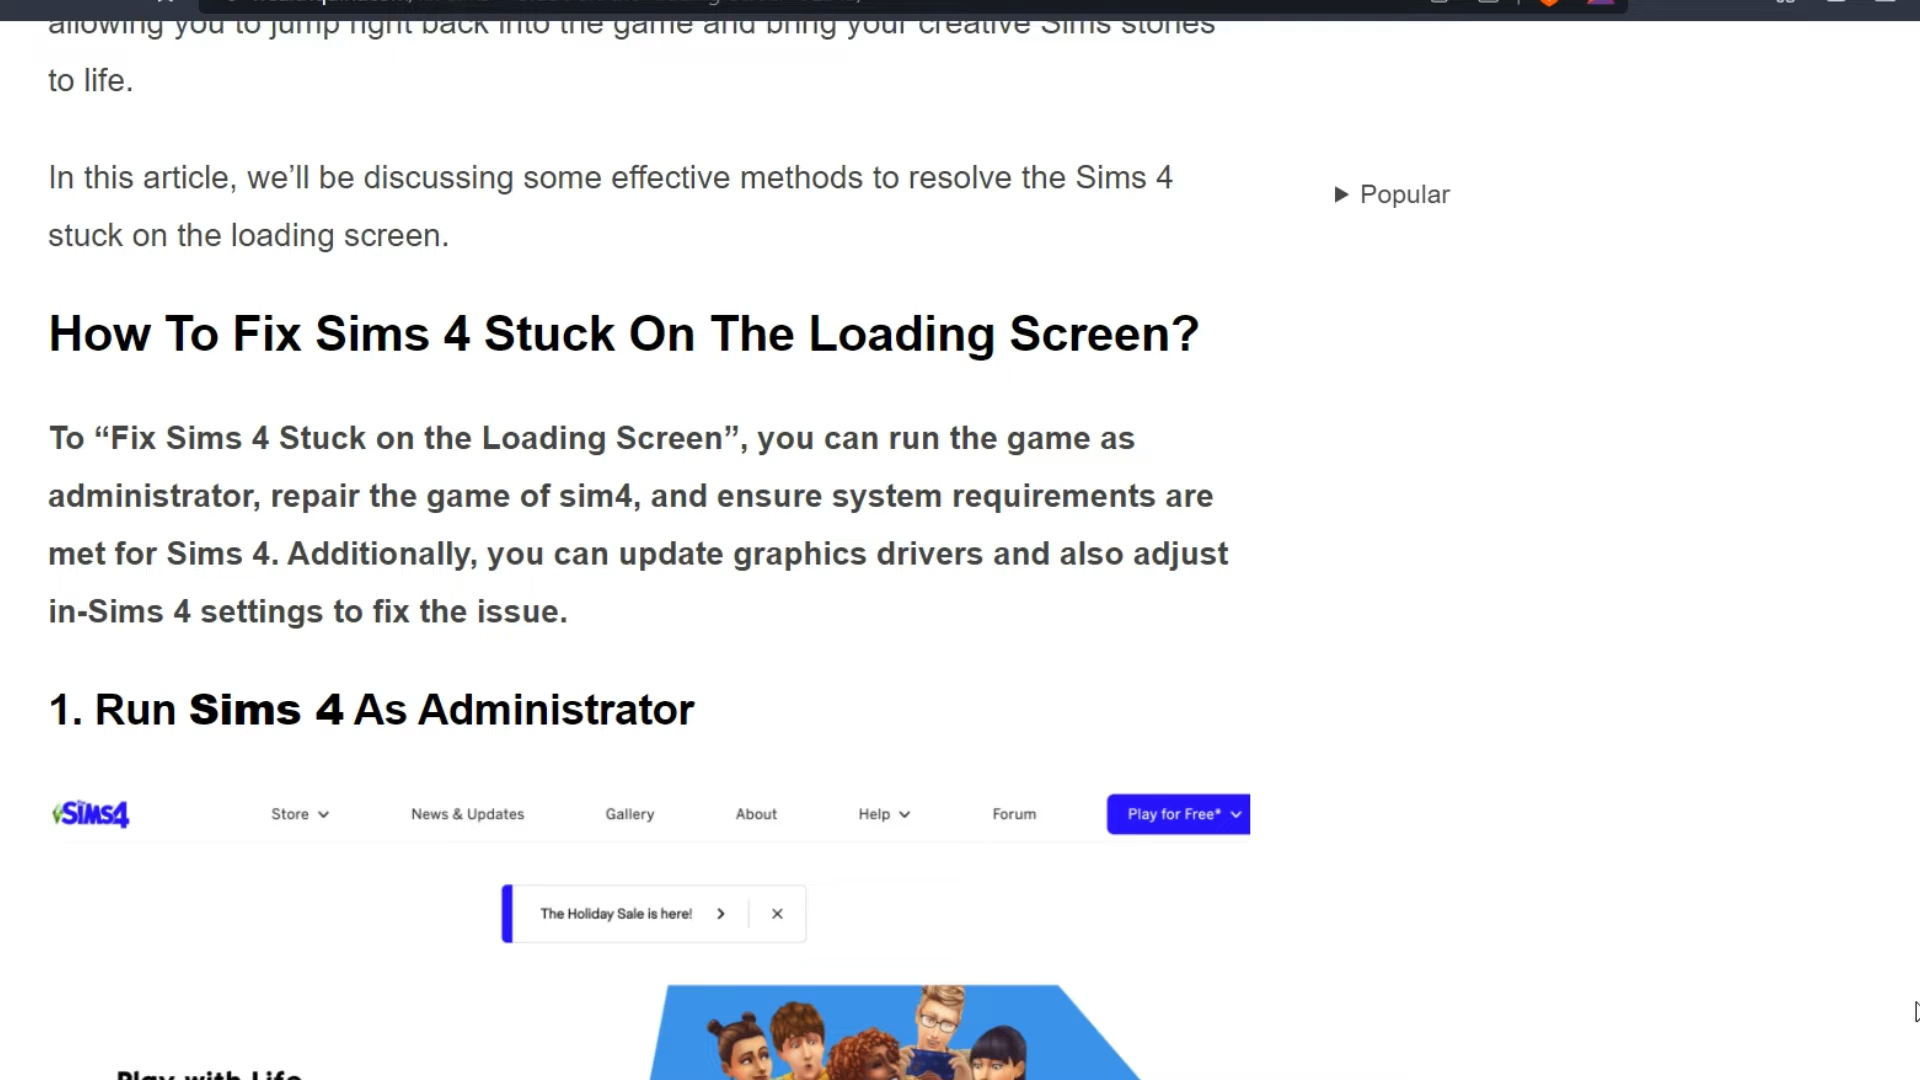 allowing you to jump right back into the game and bring your creative Sims stories
to life.
In this article, we’ll be discussing some effective methods to resolve the Sims 4
stuck on the loading screen.
▶ Popular
How To Fix Sims 4 Stuck On The Loading Screen?
To “Fix Sims 4 Stuck on the Loading Screen”, you can run the game as
administrator, repair the game of sim4, and ensure system requirements are
met for Sims 4. Additionally, you can update graphics drivers and also adjust
in-Sims 4 settings to fix the issue.
1. Run Sims 4 As Administrator
The SiMS4 Store News & Updates Gallery About Help Forum Play for Free*
The Holiday Sale is here!
Play with Life